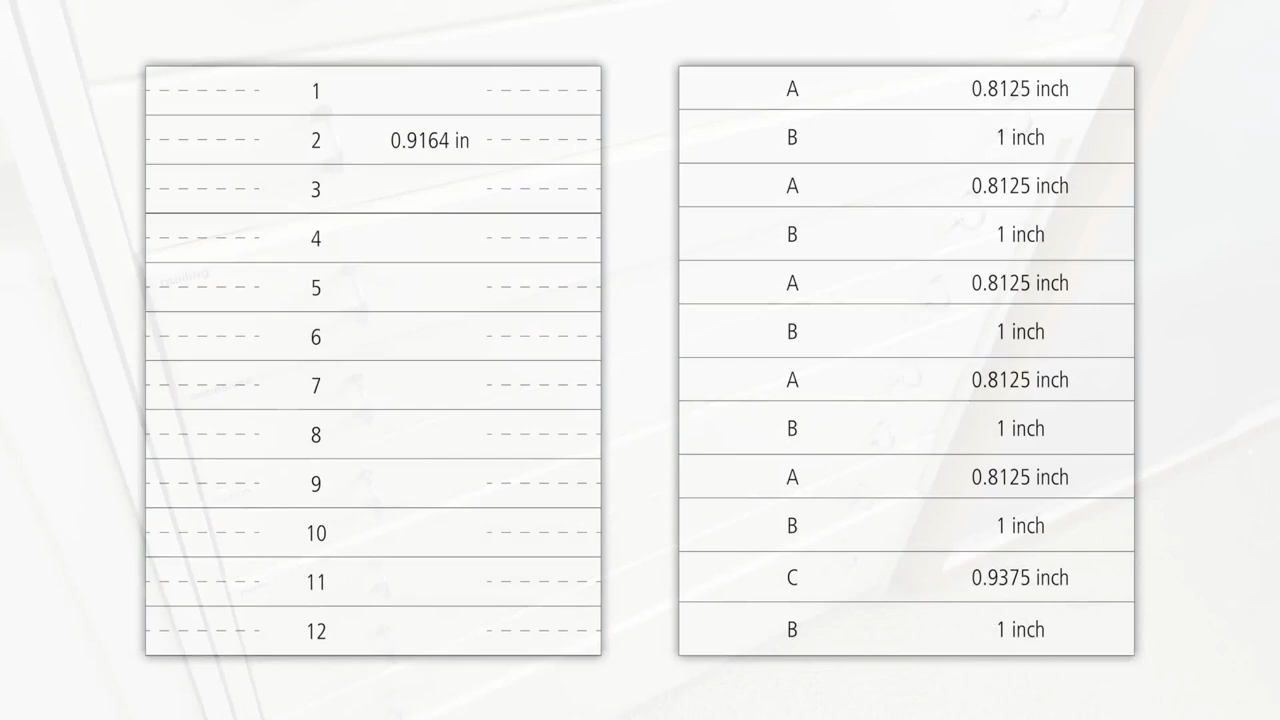 1
2 0.9164 in
3
4
5
6
7
8
9
10
11
12
A 0.8125 inch
B 1 inch
A 0.8125 inch
B 1 inch
A 0.8125 inch
B 1 inch
A 0.8125 inch
B 1 inch
A 0.8125 inch
B 1 inch
C 0.9375 inch
B 1 inch